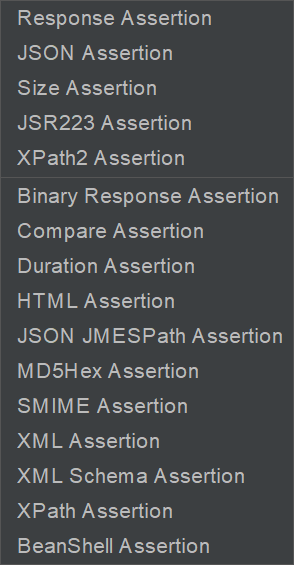 Response Assertion
JSON Assertion
Size Assertion
JSR223 Assertion
XPath2 Assertion
Binary Response Assertion
Compare Assertion
Duration Assertion
HTML Assertion
JSON JMESPath Assertion
MD5Hex Assertion
SMIME Assertion
XML Assertion
XML Schema Assertion
XPath Assertion
BeanShell Assertion